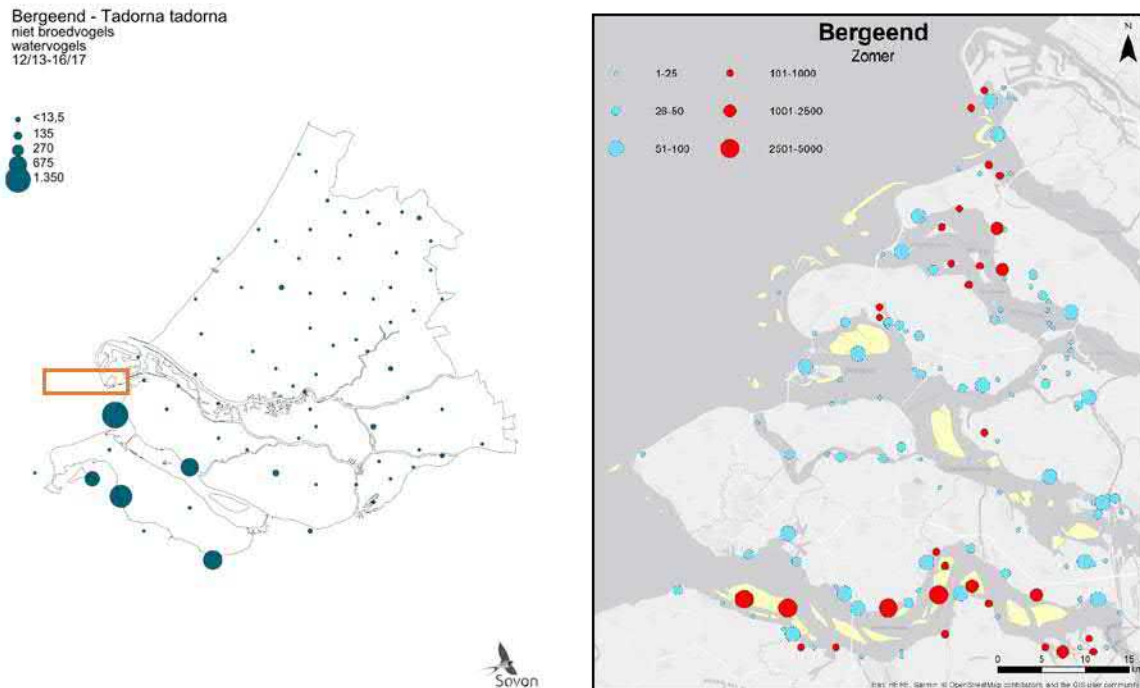 Bergeend - Tadorna tadorna
niet broedvogels
watervogels
12/13-16/17
<13,5
135
270
675
1.350
Sovon
Bergeend
Zomer
N
1-25
26-50
51-100
101-1000
1001-2500
2501-5000
0 5 10 15